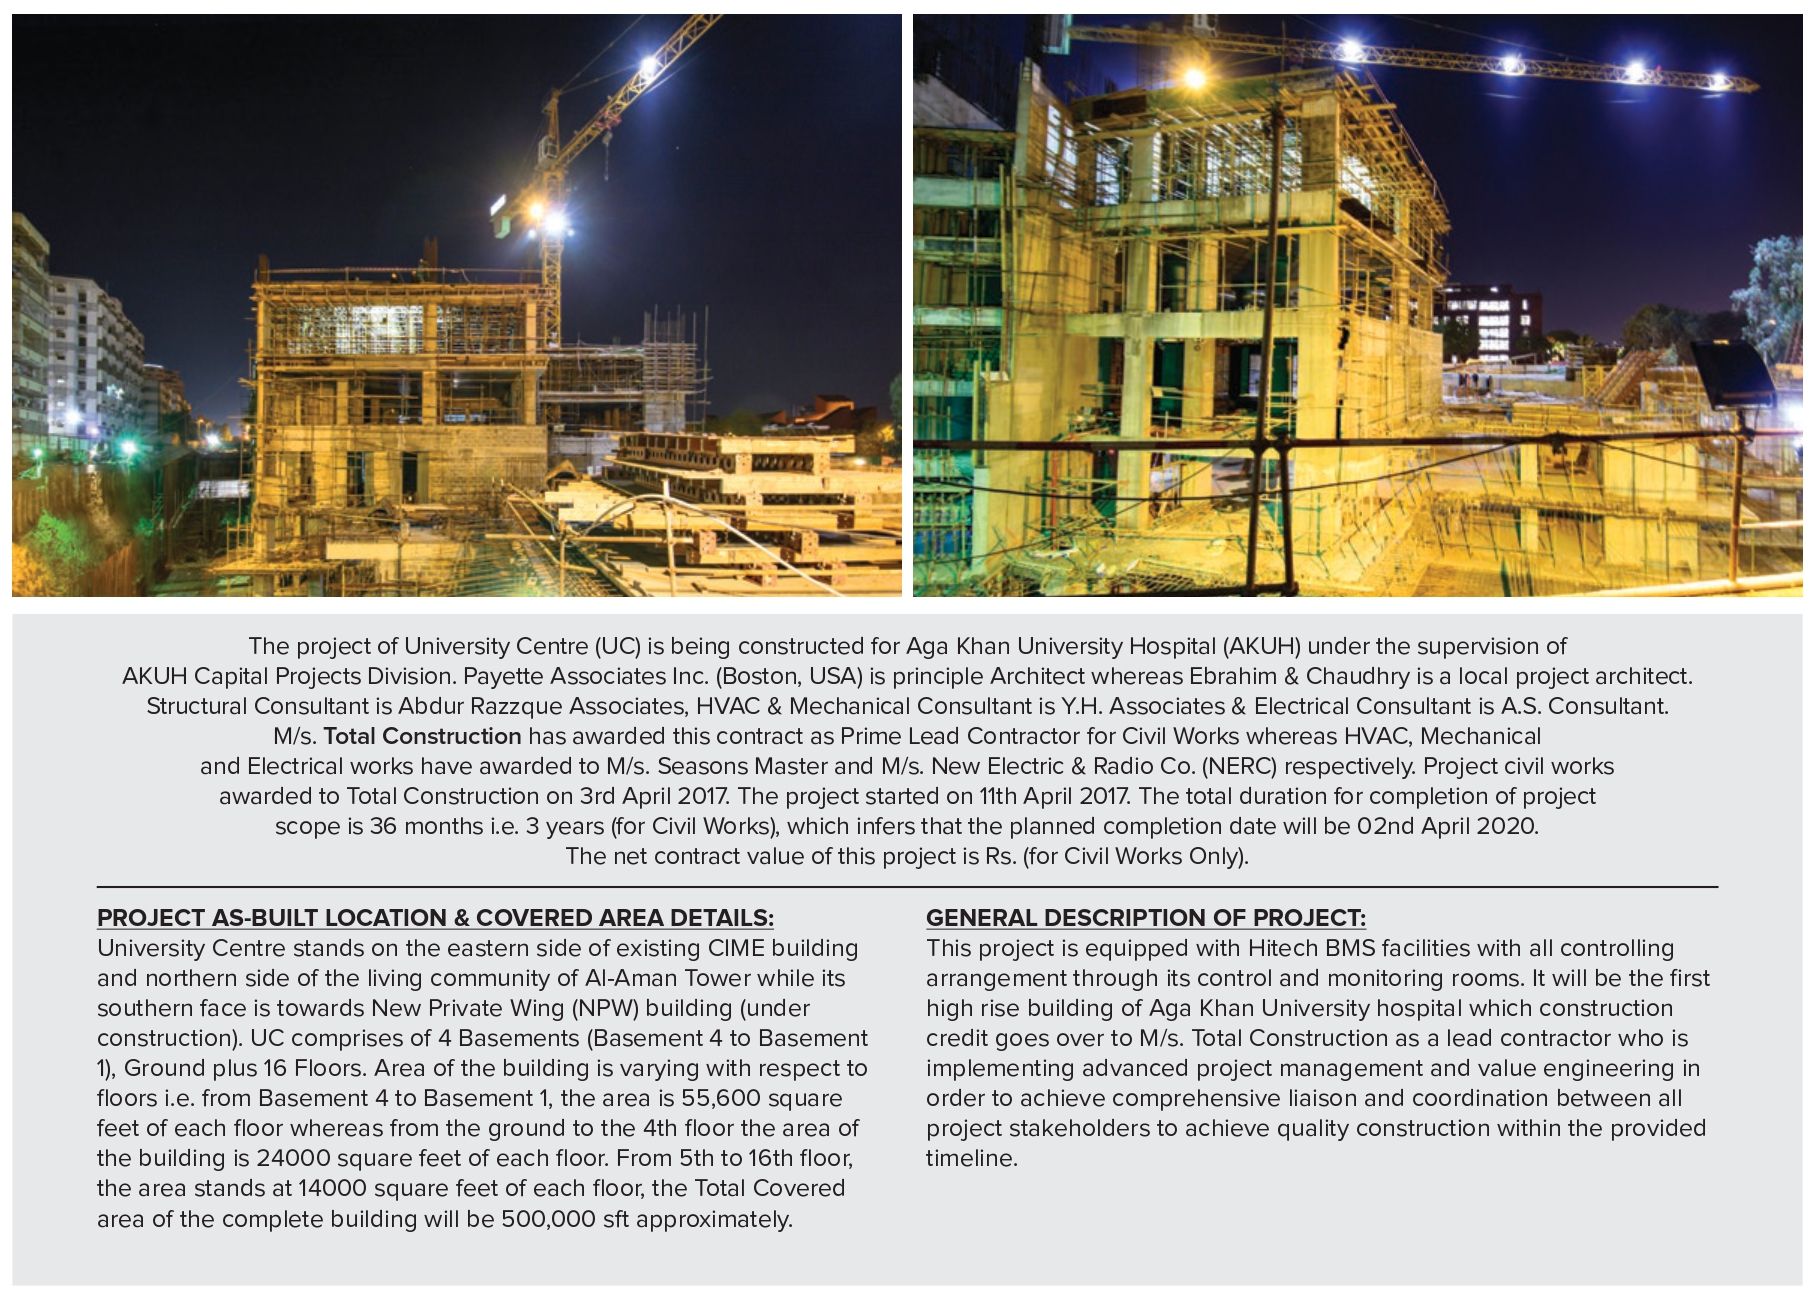 The project of University Centre (UC) is being constructed for Aga Khan University Hospital (AKUH) under the supervision of
AKUH Capital Projects Division. Payette Associates Inc. (Boston, USA) is principle Architect whereas Ebrahim & Chaudhry is a local project architect.
Structural Consultant is Abdur Razzque Associates, HVAC & Mechanical Consultant is Y.H. Associates & Electrical Consultant is A.S. Consultant.
M/s. Total Construction has awarded this contract as Prime Lead Contractor for Civil Works whereas HVAC, Mechanical
and Electrical works have awarded to M/s. Seasons Master and M/s. New Electric & Radio Co. (NERC) respectively. Project civil works
awarded to Total Construction on 3rd April 2017. The project started on 11th April 2017. The total duration for completion of project
scope is 36 months i.e. 3 years (for Civil Works), which infers that the planned completion date will be 02nd April 2020.
The net contract value of this project is Rs. (for Civil Works Only).
PROJECT AS-BUILT LOCATION & COVERED AREA DETAILS:
University Centre stands on the eastern side of existing CIME building
and northern side of the living community of Al-Aman Tower while its
southern face is towards New Private Wing (NPW) building (under
construction). UC comprises of 4 Basements (Basement 4 to Basement
1), Ground plus 16 Floors. Area of the building is varying with respect to
floors i.e. from Basement 4 to Basement 1, the area is 55,600 square
feet of each floor whereas from the ground to the 4th floor the area of
the building is 24000 square feet of each floor. From 5th to 16th floor,
the area stands at 14000 square feet of each floor, the Total Covered
area of the complete building will be 500,000 sft approximately.
GENERAL DESCRIPTION OF PROJECT:
This project is equipped with Hitech BMS facilities with all controlling
arrangement through its control and monitoring rooms. It will be the first
high rise building of Aga Khan University hospital which construction
credit goes over to M/s. Total Construction as a lead contractor who is
implementing advanced project management and value engineering in
order to achieve comprehensive liaison and coordination between all
project stakeholders to achieve quality construction within the provided
timeline.